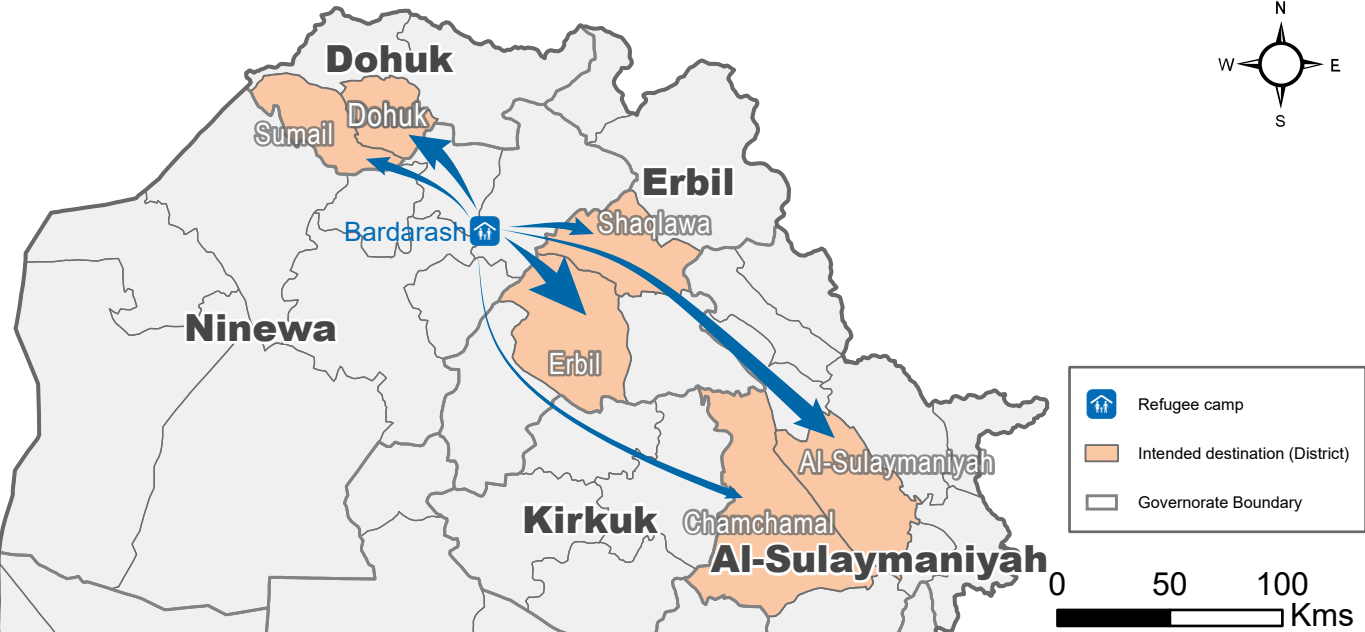 N
Dohuk
W
E
Dohuk
S
Sumail
Erbil
Shaqlawa
Bardarash
Ninewa
Erbil
Refugee camp
Intended destination (District)
Al-Sulaymaniyah
Governorate Boundary
Kirkuk
Chamchamal
Al-Sulaymaniyah
0 50 100
Kms